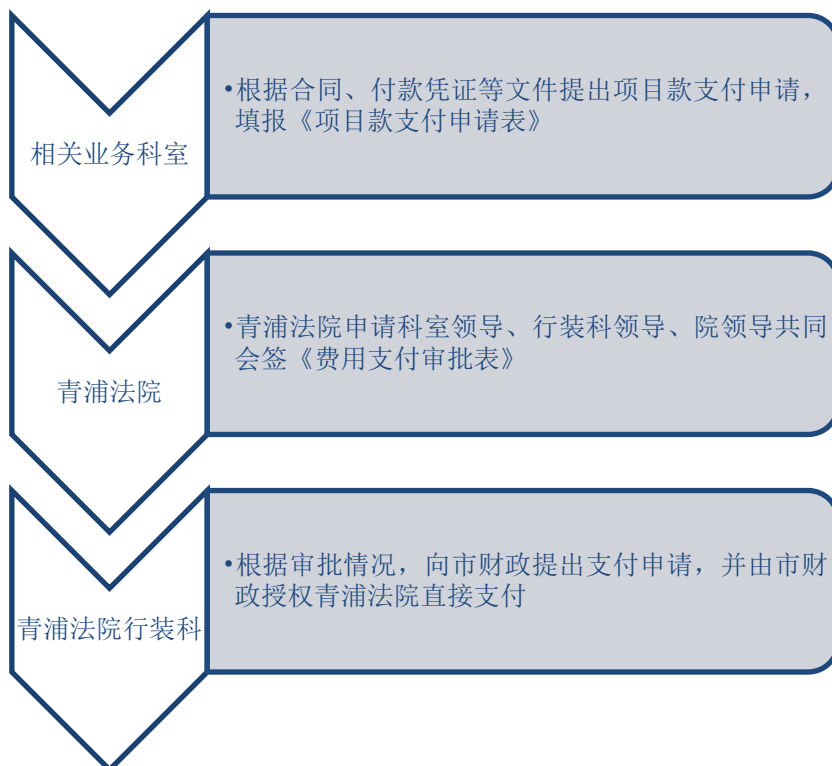 相关业务科室
•根据合同、付款凭证等文件提出项目款支付申请，
填报《项目款支付申请表》
青浦法院
•青浦法院申请科室领导、行装科领导、院领导共同
会签《费用支付审批表》
青浦法院行装科
•根据审批情况，向市财政提出支付申请，并由市财
政授权青浦法院直接支付